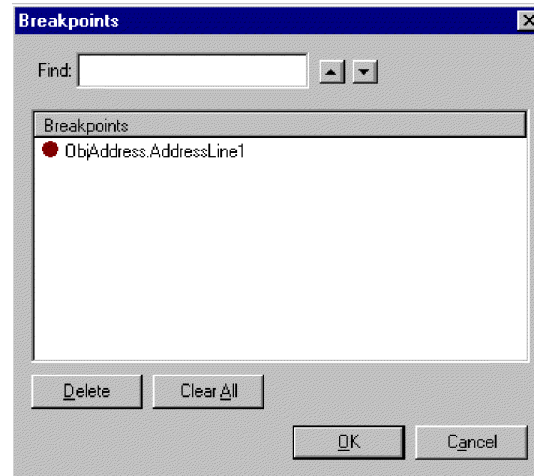 Breakpoints
Find:
Breakpoints
ObjAddress.AddressLine1
Delete
Clear All
OK
Cancel